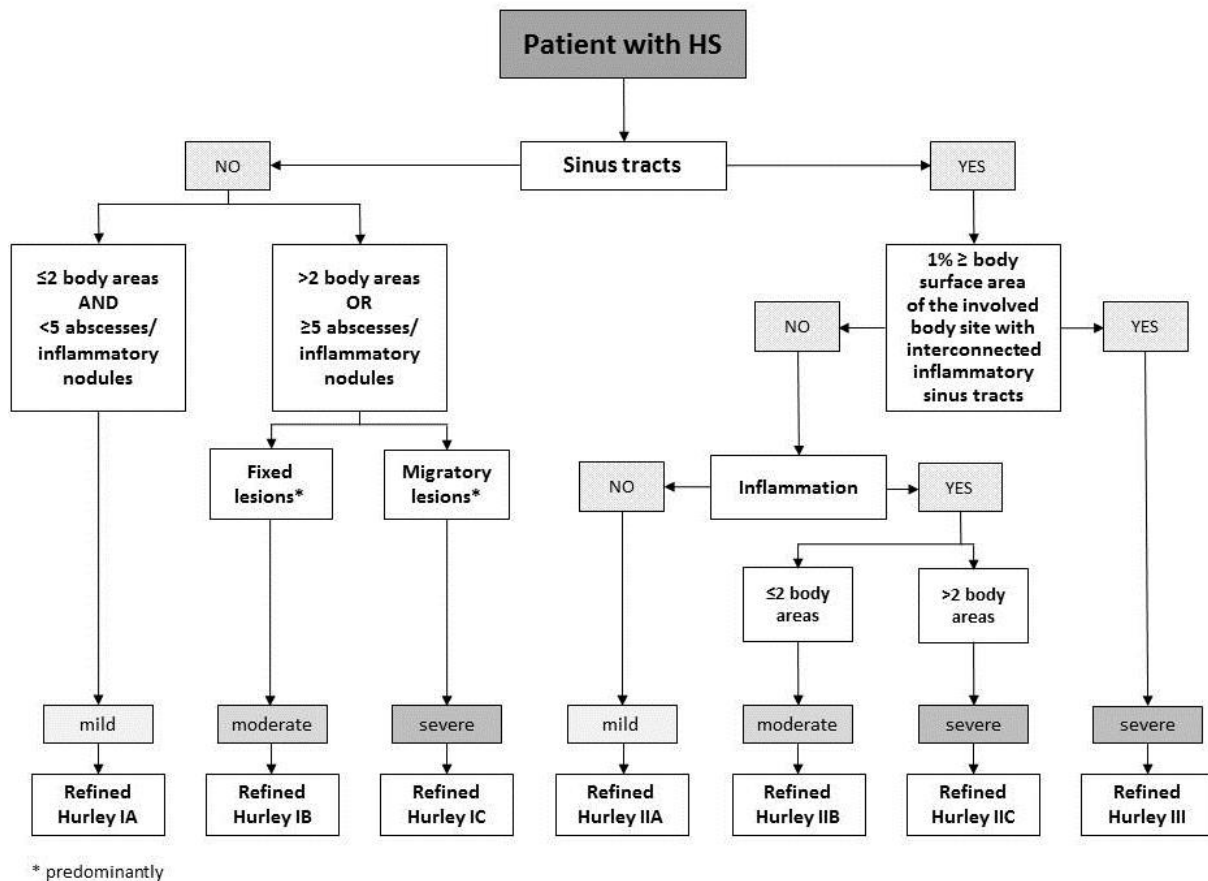 Patient with HS
NO
Sinus tracts
YES
≤2 body areas
AND
<5 abscesses/
inflammatory
nodules
>2 body areas
OR
≥5 abscesses/
inflammatory
nodules
NO
1% ≥ body
surface area
of the involved
body site with
interconnected
inflammatory
sinus tracts
YES
Fixed
lesions*
Migratory
lesions*
NO
Inflammation
YES
≤2 body
areas
>2 body
areas
mild
moderate
severe
mild
moderate
severe
severe
Refined
Hurley IA
Refined
Hurley IB
Refined
Hurley IC
Refined
Hurley IIA
Refined
Hurley IIB
Refined
Hurley IIC
Refined
Hurley III
* predominantly